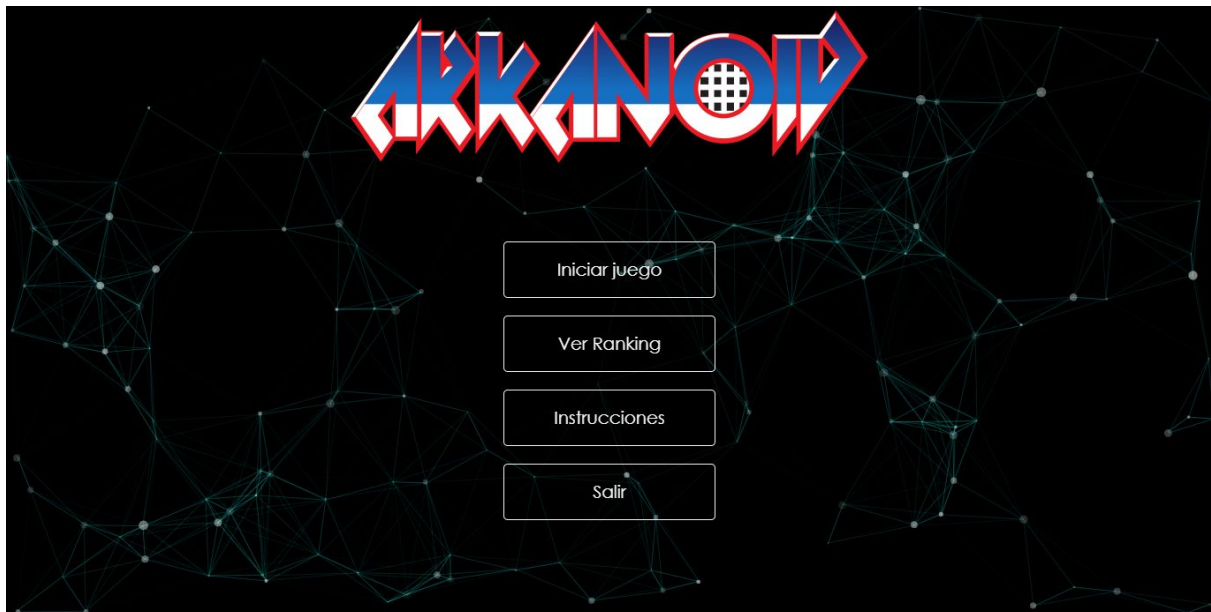 ARKANOID
Iniciar juego
Ver Ranking
Instrucciones
Salir